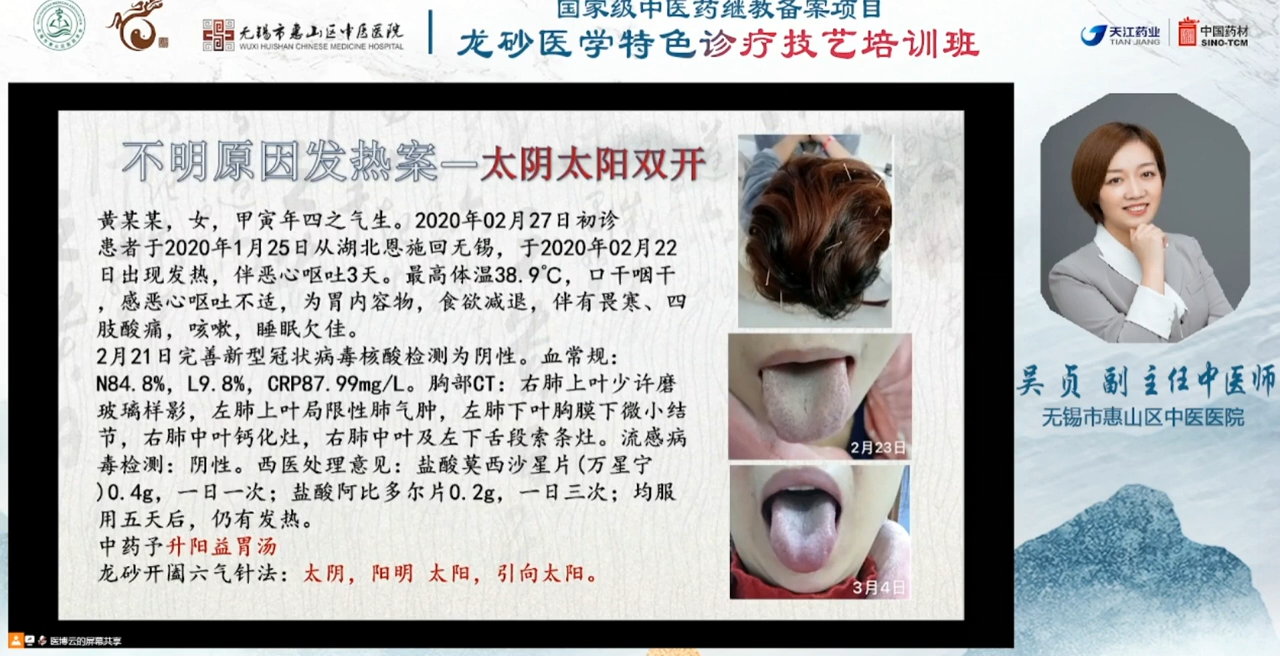 国家级中医药继教备案项目
无锡市惠山区中医医院
WUXI HUISHAN CHINESE MEDICINE HOSPITAL
龙砂医学特色诊疗技艺培训班
天江药业
TIAN JIANG
中国药材
SINO-TCM
不明原因发热案—太阴太阳双开
黄某某，女，甲寅年四之气生。2020年02月27日初诊
患者于2020年1月25日从湖北恩施回无锡，于2020年02月22
日出现发热，伴恶心呕吐3天。最高体温38.9℃，口干咽干
，感恶心呕吐不适，为胃内容物，食欲减退，伴有畏寒、四
肢酸痛，咳嗽，睡眠欠佳。
2月21日完善新型冠状病毒核酸检测为阴性。血常规：
N84.8%，L9.8%，CRP87.99mg/L。胸部CT：右肺上叶少许磨
玻璃样影，左肺上叶局限性肺气肿，左肺下叶胸膜下微小结
节，右肺中叶钙化灶，右肺中叶及左下舌段索条灶。流感病
毒检测：阴性。西医处理意见：盐酸莫西沙星片(万星宁
)0.4g，一日一次；盐酸阿比多尔片0.2g，一日三次；均服
用五天后，仍有发热。
中药予升阳益胃汤
龙砂开阖六气针法：太阴，阳明 太阳，引向太阳。
2月23日
3月4日
吴贞 副主任中医师
无锡市惠山区中医医院
医博云的屏幕共享